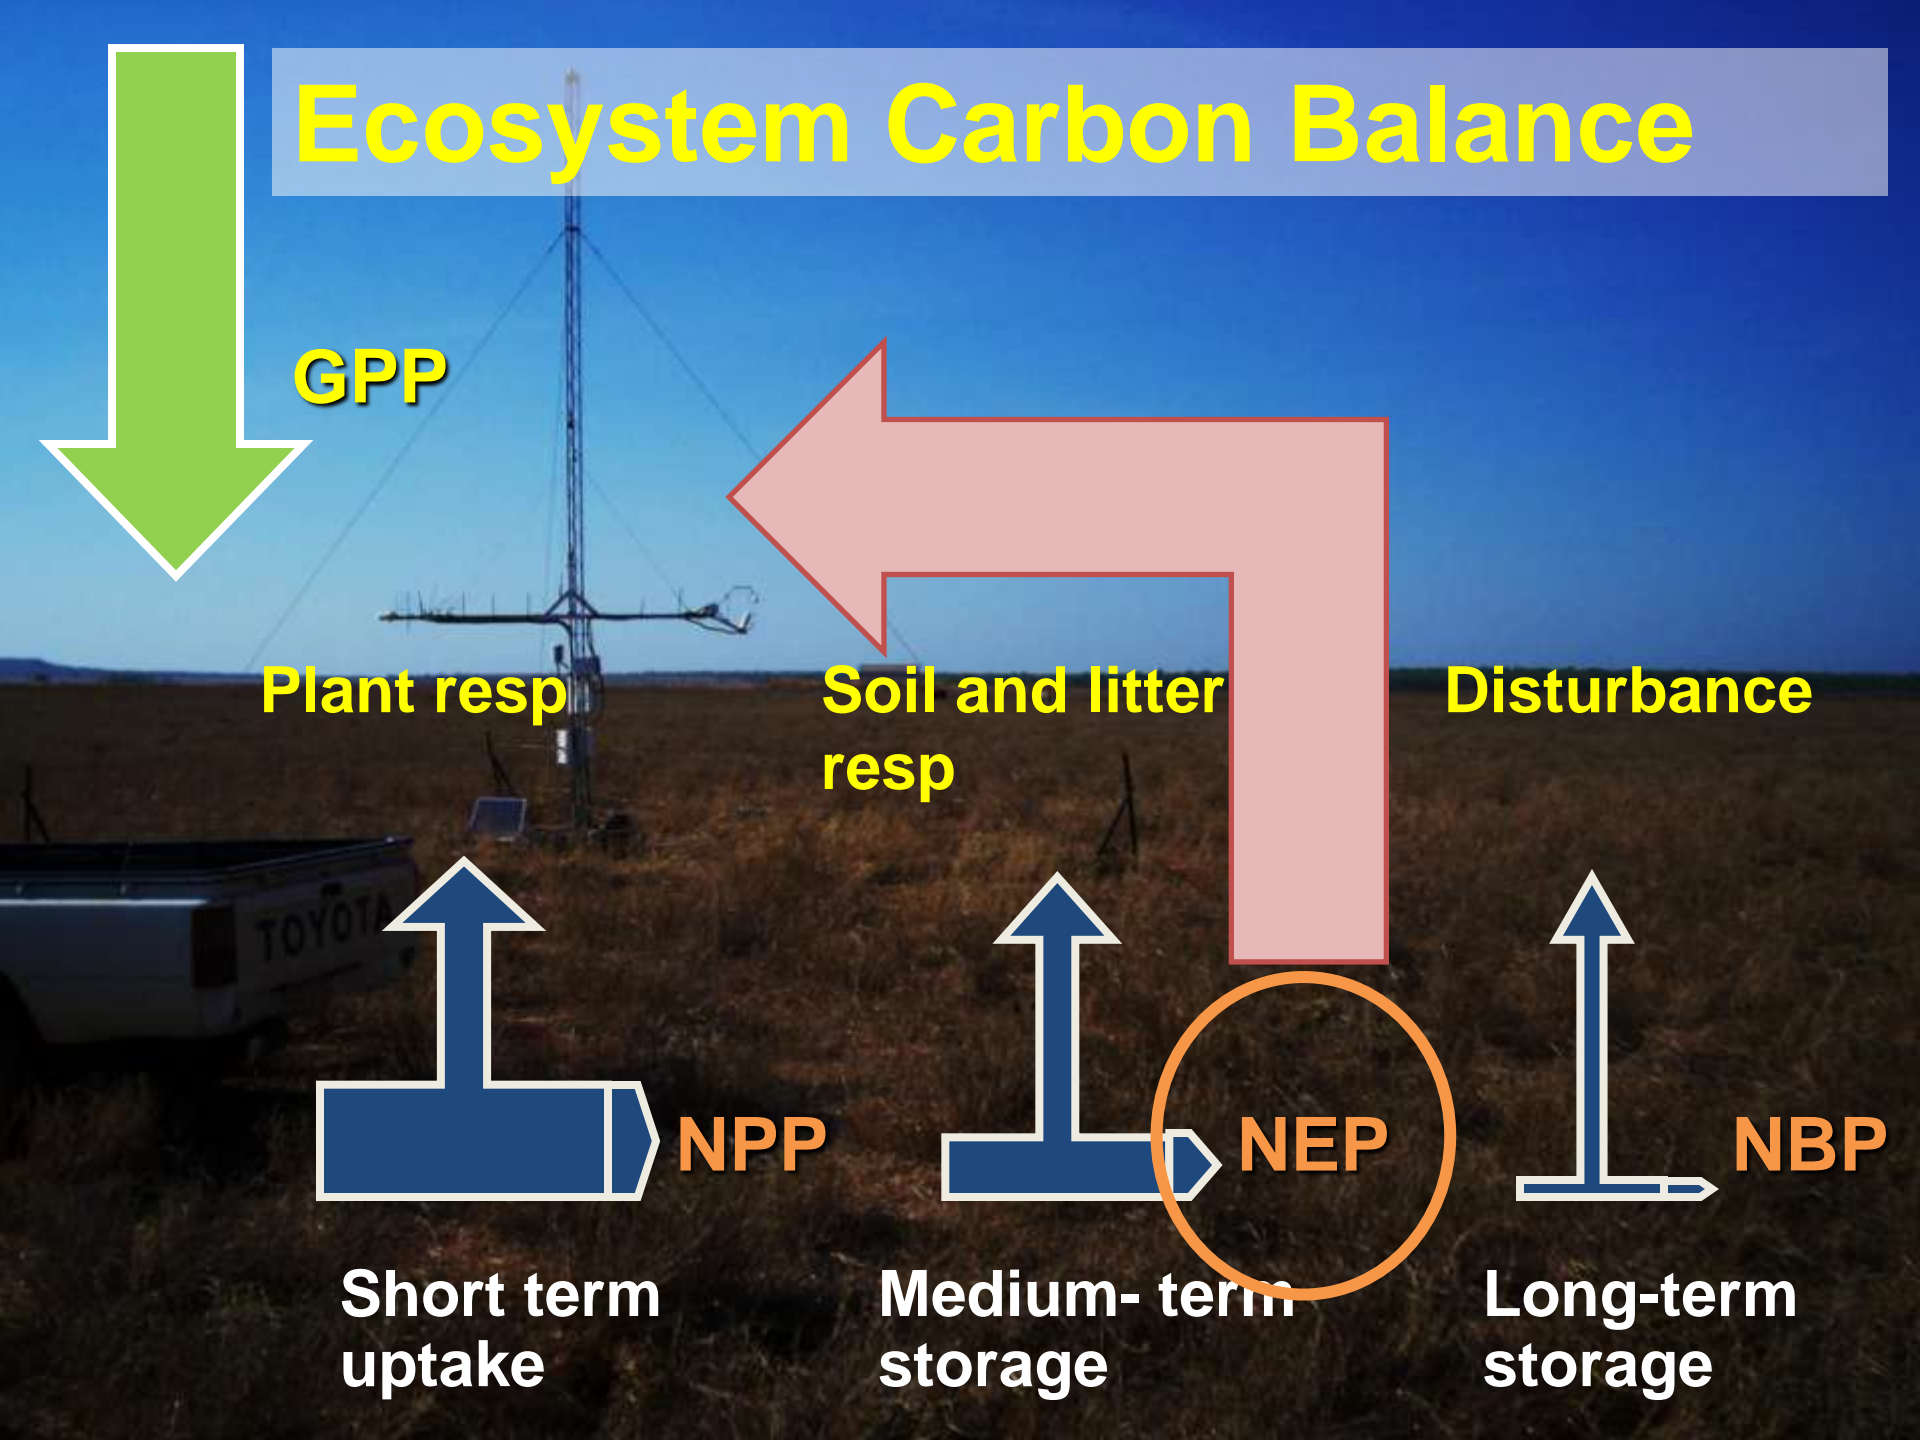 Ecosystem Carbon Balance
GPP
Plant resp
Soil and litter
resp
Disturbance
TOYOTA
NPP
NEP
NBP
Short term
uptake
Medium- term
storage
Long-term
storage